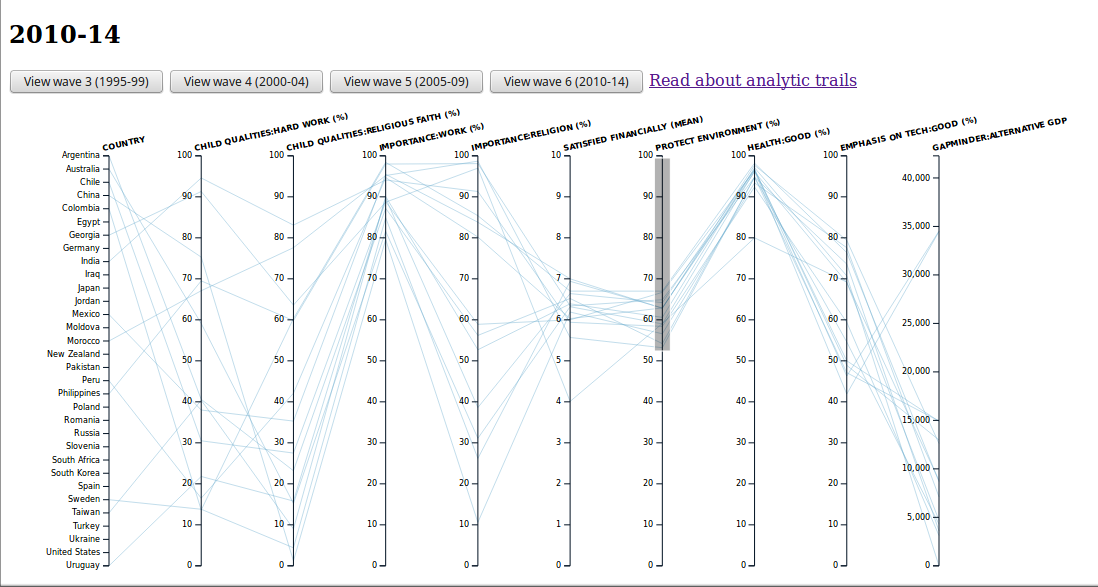 2010-14
View wave 3 (1995-99) View wave 4 (2000-04) View wave 5 (2005-09) View wave 6 (2010-14) Read about analytic trails
COUNTRY
CHILD QUALITIES:HARD WORK (%)
CHILD QUALITIES:RELIGIOUS FAITH (%)
IMPORTANCE:WORK (%)
IMPORTANCE:RELIGION (%)
SATISFIED FINANCIALLY (MEAN)
PROTECT ENVIRONMENT (%)
HEALTH:GOOD (%)
EMPHASIS ON TECH:GOOD (%)
GAPMINDER:ALTERNATIVE GDP
Argentina
Australia
Chile
China
Colombia
Egypt
Georgia
Germany
India
Iraq
Japan
Jordan
Mexico
Moldova
Morocco
New Zealand
Pakistan
Peru
Philippines
Poland
Romania
Russia
Slovenia
South Africa
South Korea
Spain
Sweden
Taiwan
Turkey
Ukraine
United States
Uruguay
100
90
80
70
60
50
40
30
20
10
0
100
90
80
70
60
50
40
30
20
10
0
100
90
80
70
60
50
40
30
20
10
0
100
90
80
70
60
50
40
30
20
10
0
10
9
8
7
6
5
4
3
2
1
0
100
90
80
70
60
50
40
30
20
10
0
100
90
80
70
60
50
40
30
20
10
0
100
90
80
70
60
50
40
30
20
10
0
40,000
35,000
30,000
25,000
20,000
15,000
10,000
5,000
0